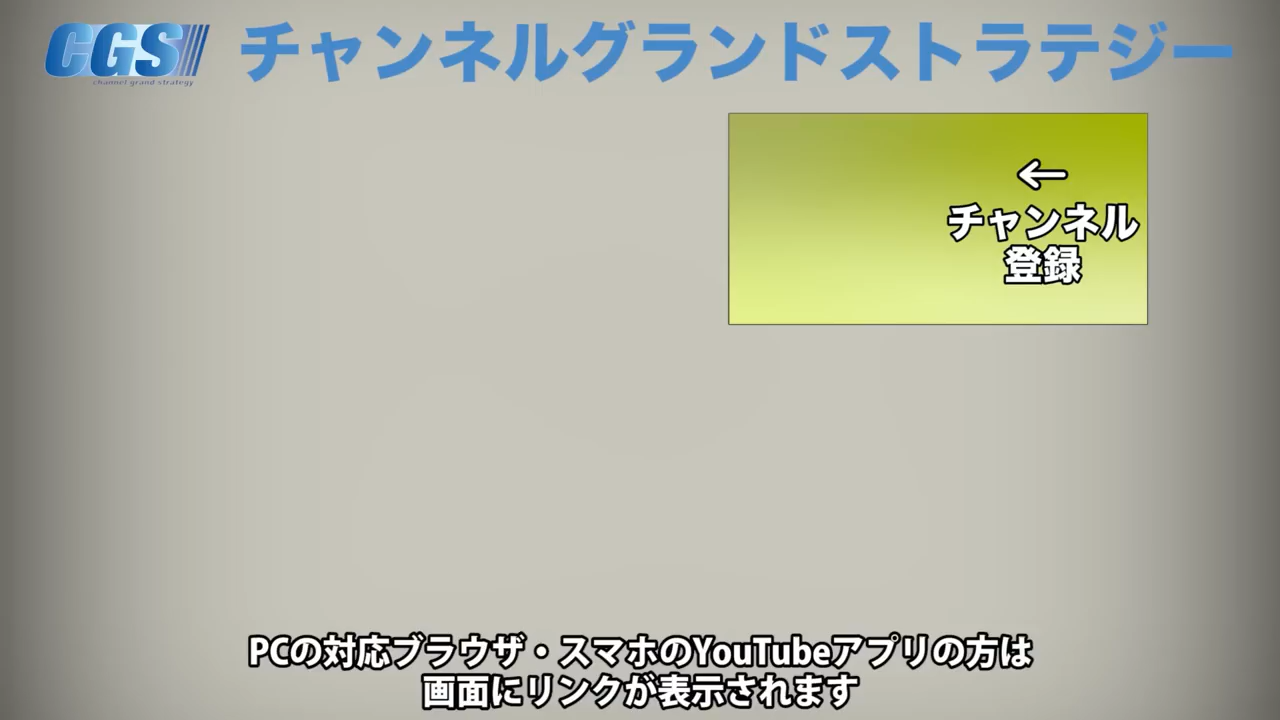 CGS チャンネルグランドストラテジー
channel grand strategy
←
チャンネル
登録
PCの対応ブラウザ・スマホのYouTubeアプリの方は
画面にリンクが表示されます